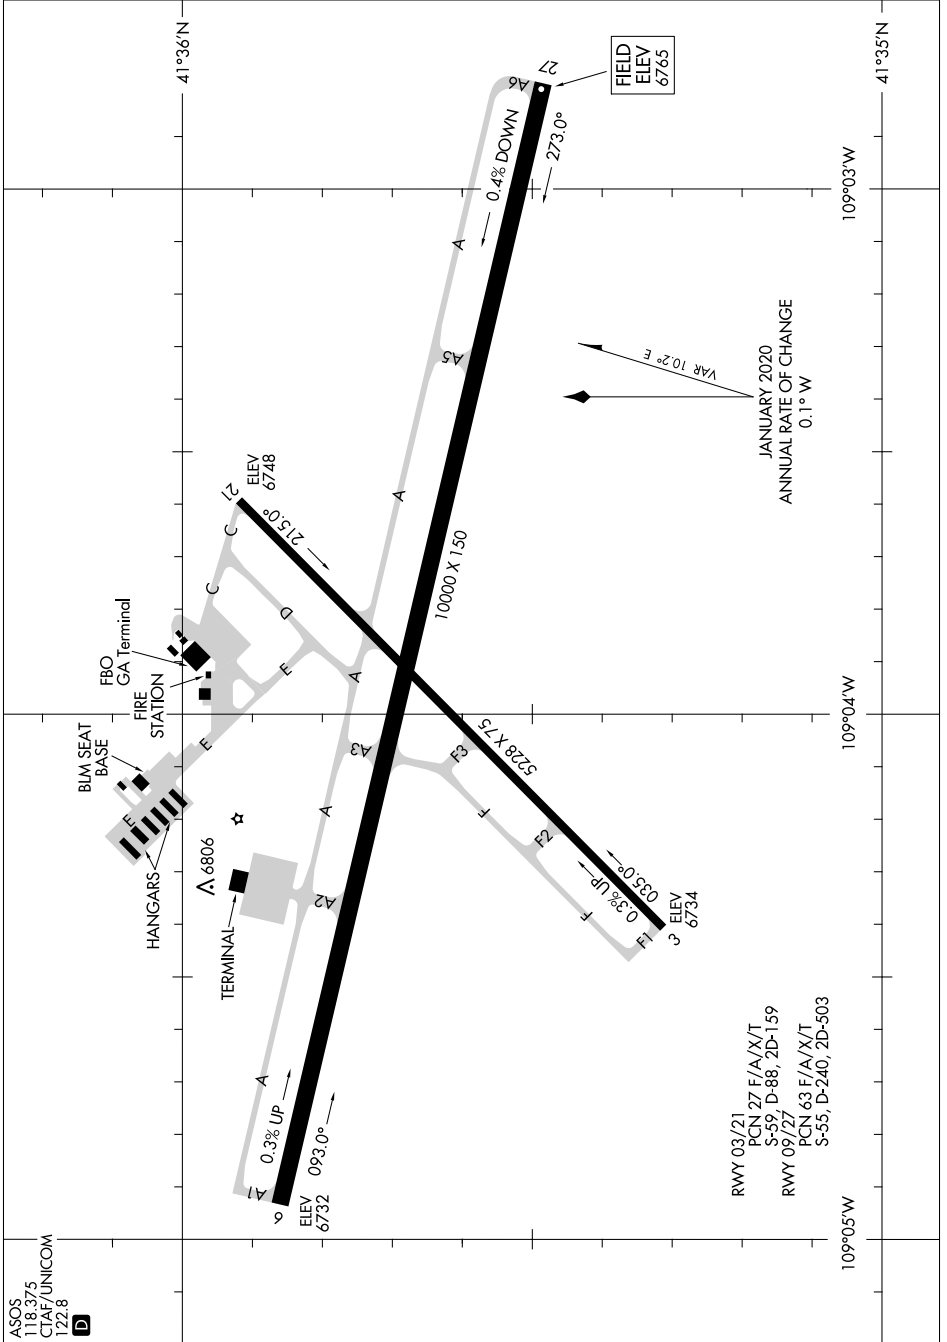 ASOS
118.375
CTAF/UNICOM
122.8
D
41°36'N
41°35'N
109°05'W
109°04'W
109°03'W
HANGARS
BLM SEAT
BASE
FIRE
STATION
FBO
GA Terminal
TERMINAL
6806
E
E
E
D
C
C
21
ELEV
6748
215.0°
A1
A
A2
A
A3
A
A
A5
A
A6
9
ELEV
6732
0.3% UP
093.0°
10000 X 150
0.4% DOWN
273.0°
27
FIELD
ELEV
6765
F3
F
F2
F
F1
5228 X 75
0.3% UP
035.0°
3
ELEV
6734
VAR 10.2° E
JANUARY 2020
ANNUAL RATE OF CHANGE
0.1° W
RWY 03/21
PCN 27 F/A/X/T
S-59, D-88, 2D-159
RWY 09/27
PCN 63 F/A/X/T
S-55, D-240, 2D-503